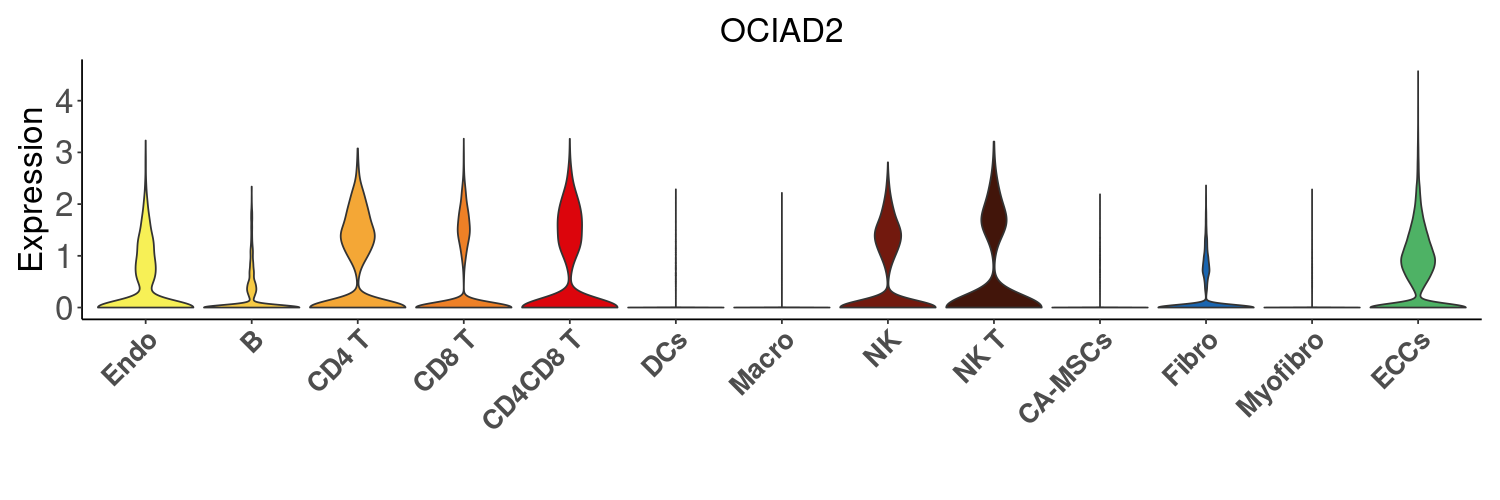 OCIAD2
Expression
4
3
2
1
0
Endo
B
CD4 T
CD8 T
CD4CD8 T
DCs
Macro
NK
NK T
CA-MSCs
Fibro
Myofibro
ECCs